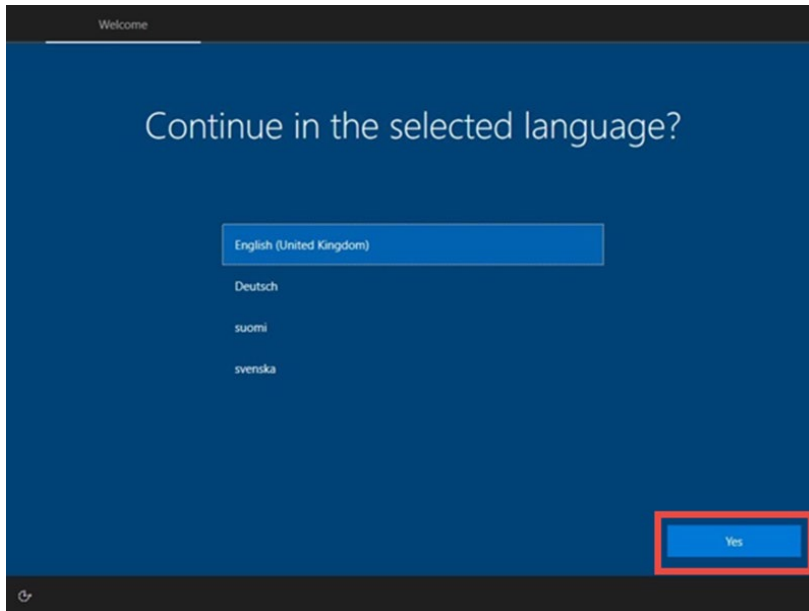 Welcome
Continue in the selected language?
English (United Kingdom)
Deutsch
suomi
svenska
Yes